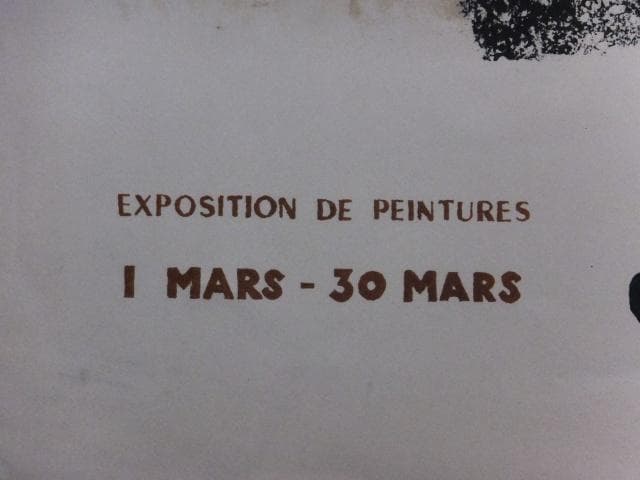 EXPOSITION DE PEINTURES
1 MARS - 30 MARS